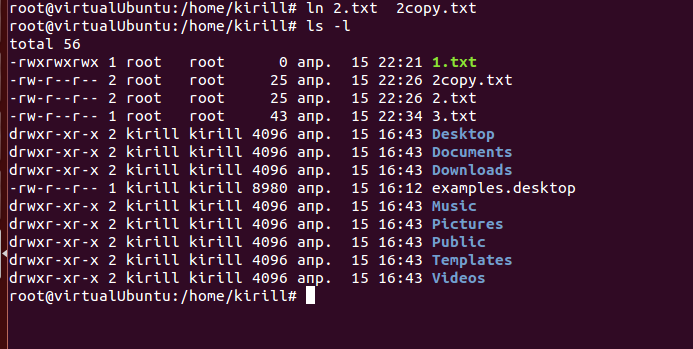 root@virtualUbuntu:/home/kirill# ln 2.txt  2copy.txt
root@virtualUbuntu:/home/kirill# ls -l
total 56
-rwxrwxrwx 1 root   root      0 апр.  15 22:21 1.txt
-rw-r--r-- 2 root   root     25 апр.  15 22:26 2copy.txt
-rw-r--r-- 2 root   root     25 апр.  15 22:26 2.txt
-rw-r--r-- 1 root   root     43 апр.  15 22:34 3.txt
drwxr-xr-x 2 kirill kirill 4096 апр.  15 16:43 Desktop
drwxr-xr-x 2 kirill kirill 4096 апр.  15 16:43 Documents
drwxr-xr-x 2 kirill kirill 4096 апр.  15 16:43 Downloads
-rw-r--r-- 1 kirill kirill 8980 апр.  15 16:12 examples.desktop
drwxr-xr-x 2 kirill kirill 4096 апр.  15 16:43 Music
drwxr-xr-x 2 kirill kirill 4096 апр.  15 16:43 Pictures
drwxr-xr-x 2 kirill kirill 4096 апр.  15 16:43 Public
drwxr-xr-x 2 kirill kirill 4096 апр.  15 16:43 Templates
drwxr-xr-x 2 kirill kirill 4096 апр.  15 16:43 Videos
root@virtualUbuntu:/home/kirill#